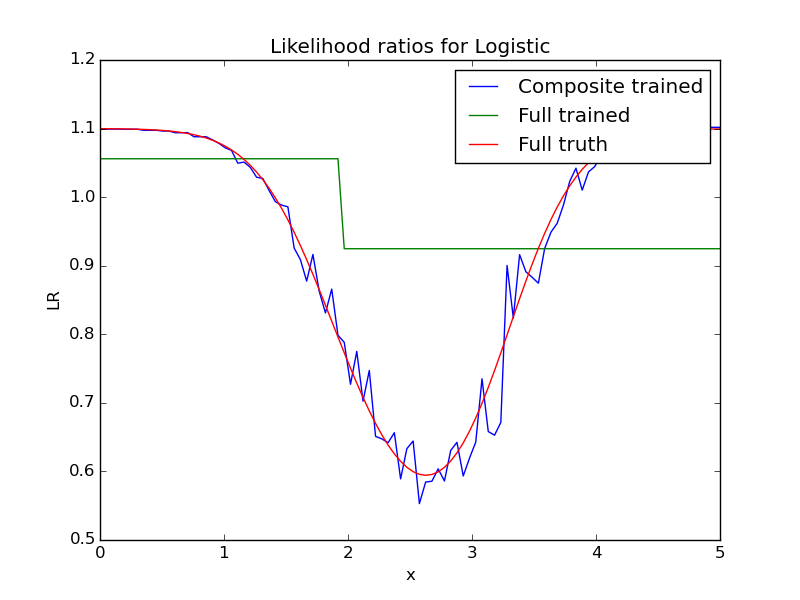 Likelihood ratios for Logistic
Composite trained
Full trained
Full truth
1.2
1.1
1.0
0.9
0.8
0.7
0.6
0.5
LR
0 1 2 3 4 5
x